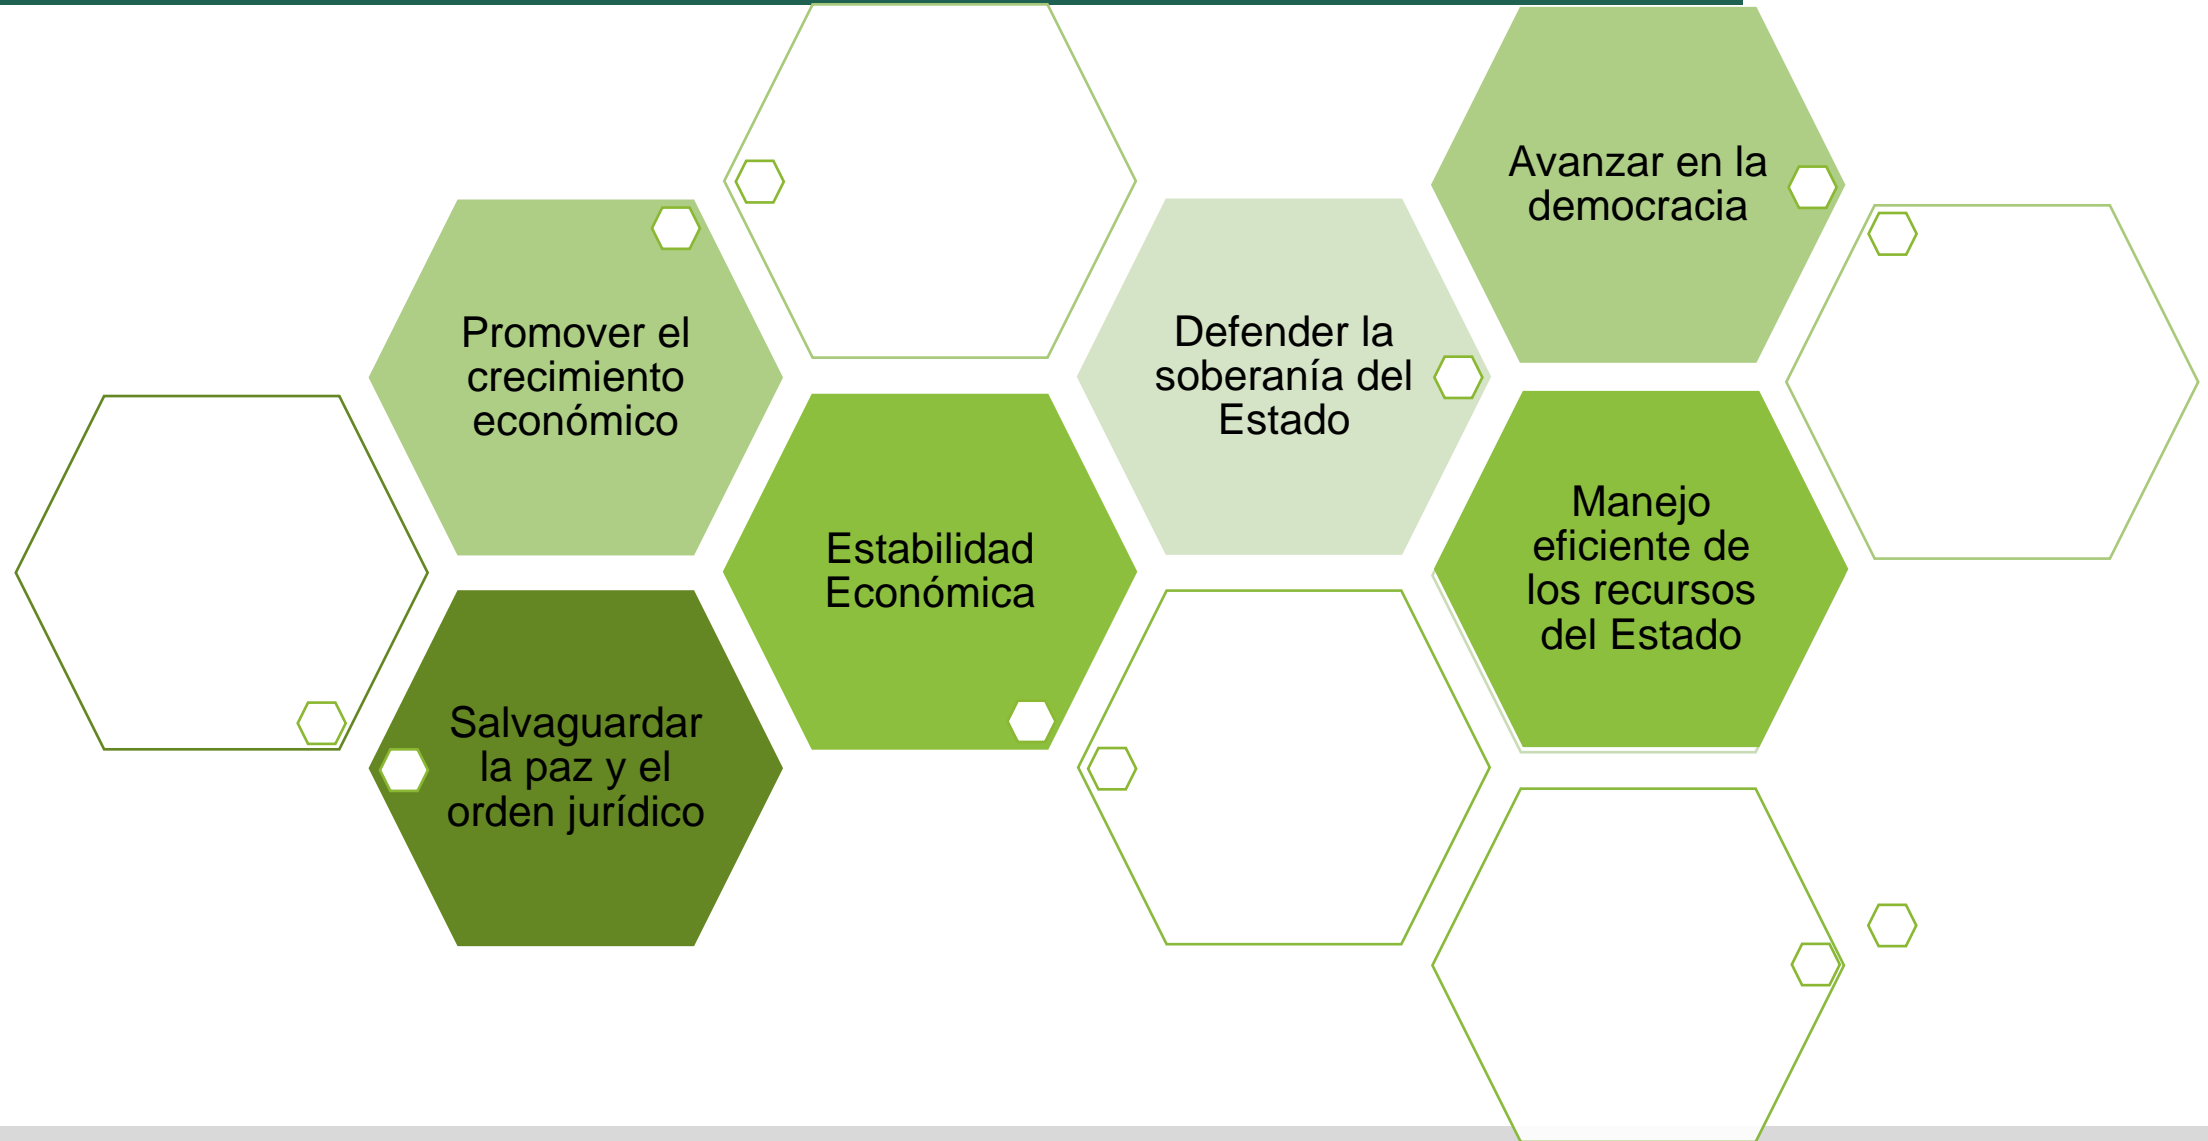 Promover el
crecimiento
económico
Salvaguardar
la paz y el
orden jurídico
Estabilidad
Económica
Defender la
soberanía del
Estado
Avanzar en la
democracia
Manejo
eficiente de
los recursos
del Estado